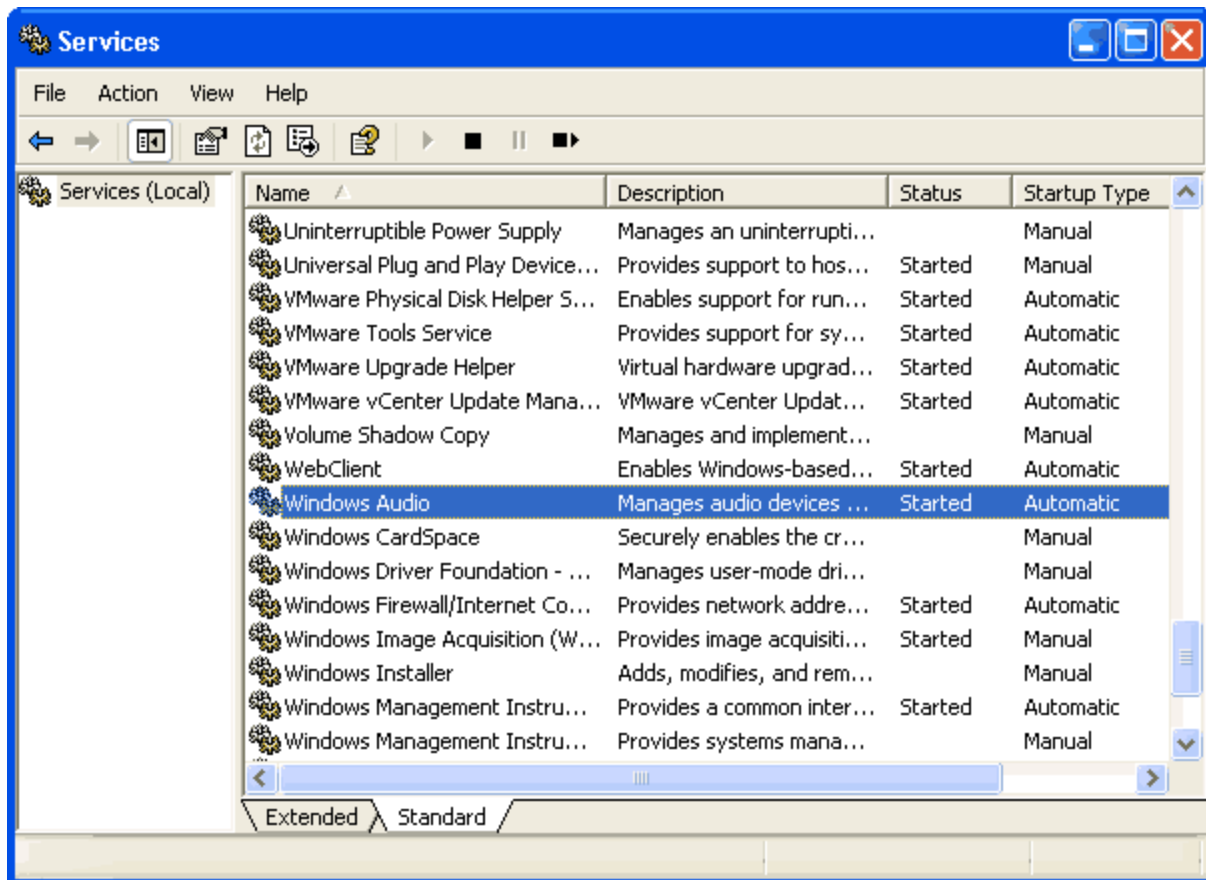 Services
File Action View Help
Services (Local)
Name Description Status Startup Type
Uninterruptible Power Supply Manages an uninterrupti... Manual
Universal Plug and Play Device... Provides support to hos... Started Manual
VMware Physical Disk Helper S... Enables support for run... Started Automatic
VMware Tools Service Provides support for sy... Started Automatic
VMware Upgrade Helper Virtual hardware upgrad... Started Automatic
VMware vCenter Update Mana... VMware vCenter Updat... Started Automatic
Volume Shadow Copy Manages and implement... Manual
WebClient Enables Windows-based... Started Automatic
Windows Audio Manages audio devices ... Started Automatic
Windows CardSpace Securely enables the cr... Manual
Windows Driver Foundation - ... Manages user-mode dri... Manual
Windows Firewall/Internet Co... Provides network addre... Started Automatic
Windows Image Acquisition (W... Provides image acquisiti... Started Manual
Windows Installer Adds, modifies, and rem... Manual
Windows Management Instru... Provides a common inter... Started Automatic
Windows Management Instru... Provides systems mana... Manual
Extended Standard